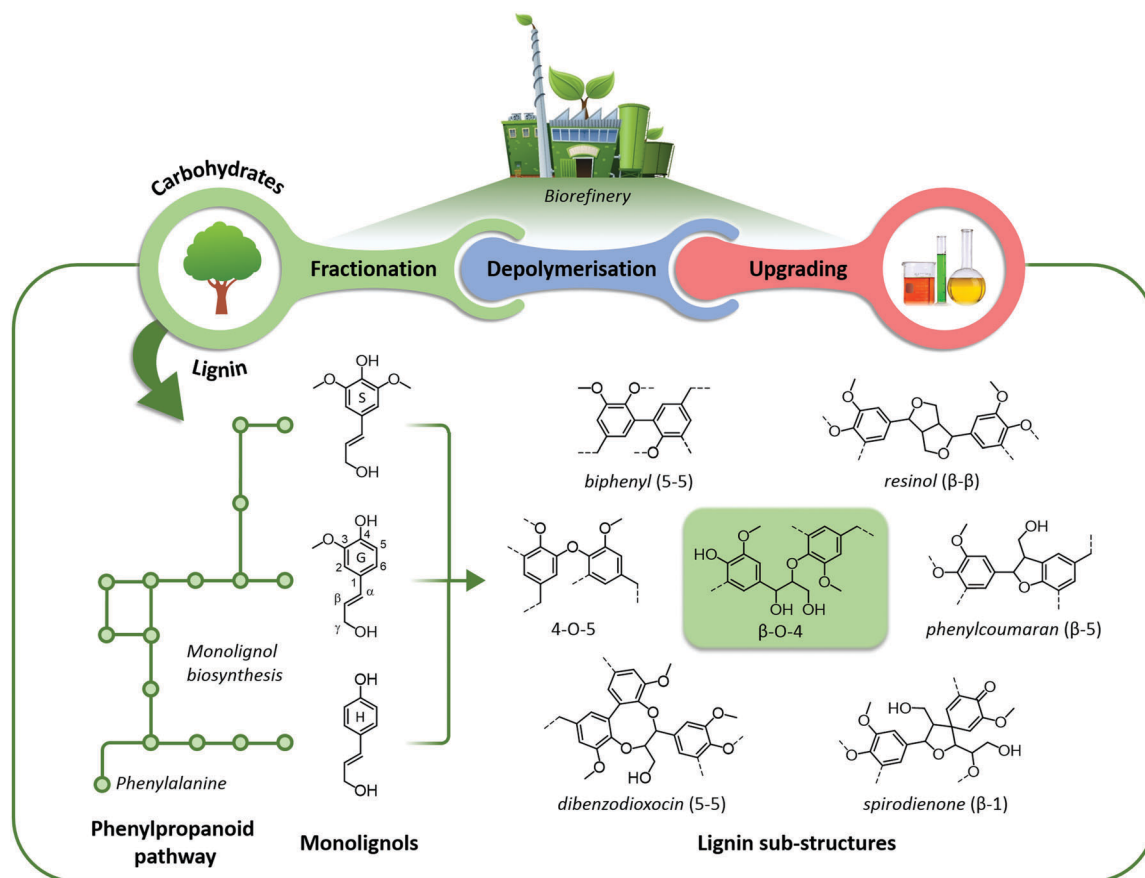 Carbohydrates
Biorefinery
Fractionation
Depolymerisation
Upgrading
Lignin
OH
O
O
S
OH
OH
O
3
4
5
G
2
6
1
α
β
γ
OH
OH
H
OH
Monolignol
biosynthesis
Phenylalanine
Phenylpropanoid
pathway
Monolignols
O
O
O
biphenyl (5-5)
O
O
O
O
O
O
resinol (β-β)
O
O
O
4-O-5
O
HO
O
O
OH
HO
β-O-4
OH
O
O
O
phenylcoumaran (β-5)
O
O
O
O
O
O
HO
dibenzodioxocin (5-5)
O
HO
O
O
O
O
OH
O
spirodienone (β-1)
Lignin sub-structures